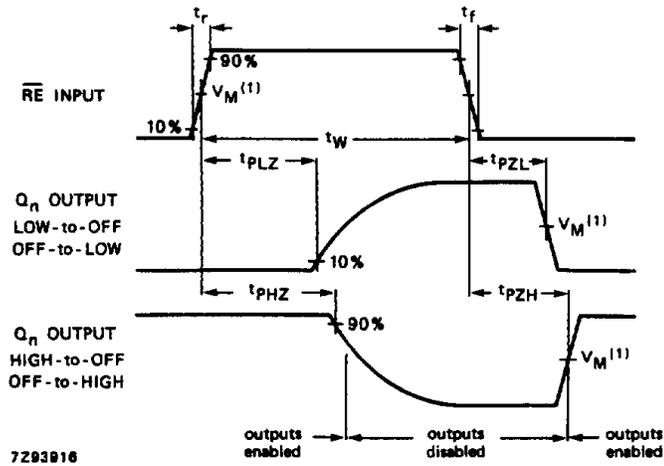 tr
tf
RE INPUT
90%
VM(1)
10%
tW
tPLZ
tPZL
Qn OUTPUT
LOW-to-OFF
OFF-to-LOW
VM(1)
10%
tPHZ
tPZH
Qn OUTPUT
HIGH-to-OFF
OFF-to-HIGH
90%
VM(1)
outputs enabled
outputs disabled
outputs enabled
7Z93916